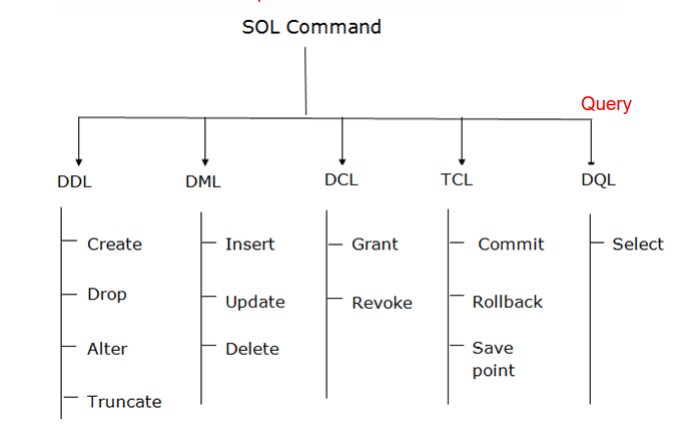 SOL Command
Query
DDL
DML
DCL
TCL
DQL
Create
Drop
Alter
Truncate
Insert
Update
Delete
Grant
Revoke
Commit
Rollback
Save
point
Select